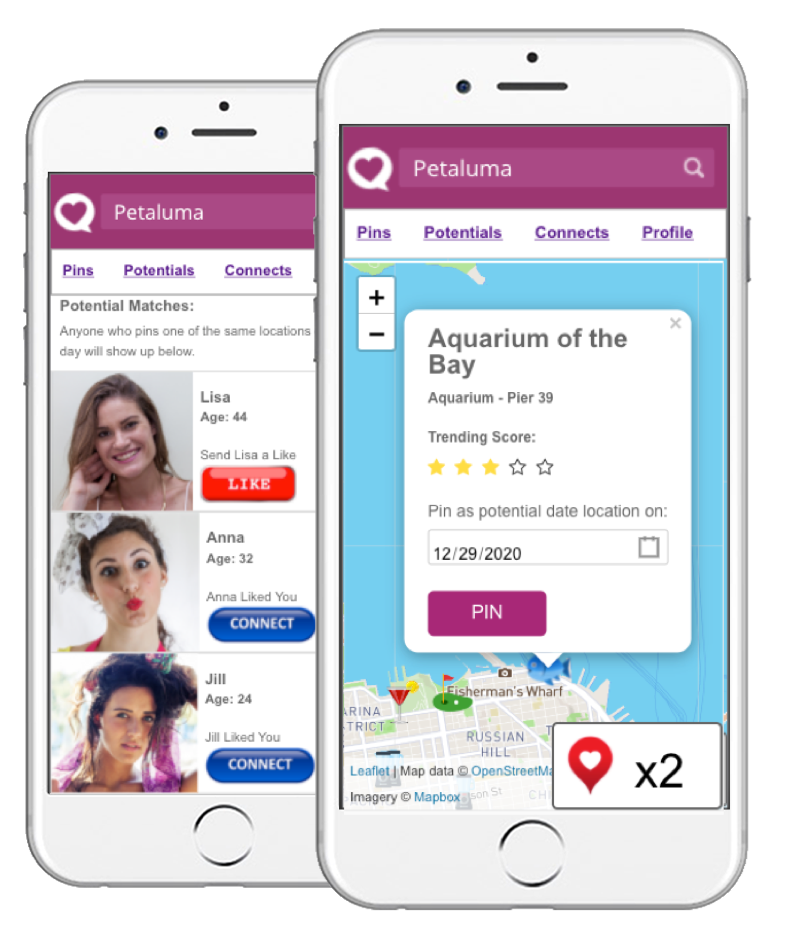 Petaluma
Pins Potentials Connects
Potential Matches:
Anyone who pins one of the same locations
day will show up below.
Lisa
Age: 44
Send Lisa a Like
LIKE
Anna
Age: 32
Anna Liked You
CONNECT
Jill
Age: 24
Jill Liked You
CONNECT
Petaluma
Pins Potentials Connects Profile
+
−
×
Aquarium of the
Bay
Aquarium - Pier 39
Trending Score:
Pin as potential date location on:
12/29/2020
PIN
Fisherman's Wharf
ARINA
TRICT
RUSSIAN
HILL
T
Leaflet | Map data © OpenStreetMa
Imagery © Mapbox
son St
CHI
x2